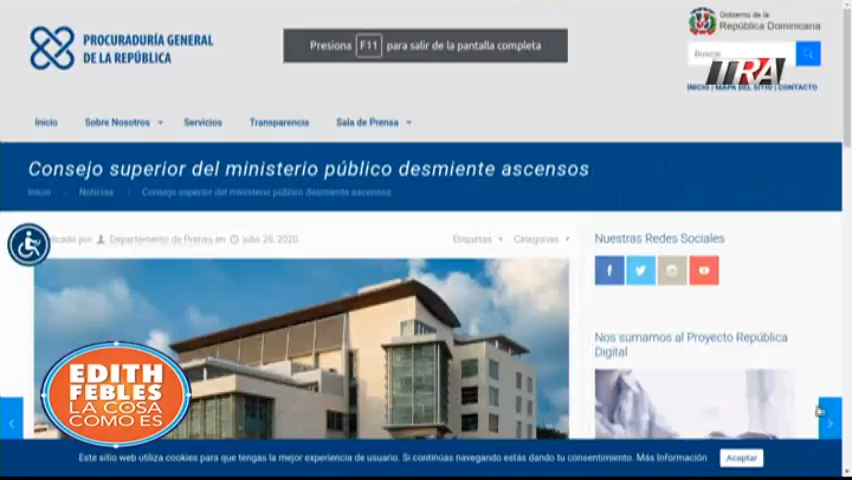 PROCURADURÍA GENERAL
DE LA REPÚBLICA
Presiona F11 para salir de la pantalla completa
Gobierno de la
República Dominicana
Buscar
TRA
INICIO | MAPA DEL SITIO | CONTACTO
Inicio
Sobre Nosotros
Servicios
Transparencia
Sala de Prensa
Consejo superior del ministerio público desmiente ascensos
Inicio
Noticias
Consejo superior del ministerio público desmiente ascensos
icado por Departamento de Prensa en julio 26, 2020
Etiquetas
Categorias
Nuestras Redes Sociales
Nos sumamos al Proyecto República
Digital
EDITH
FEBLES
LA COSA
COMO ES
Este sitio web utiliza cookies para que tengas la mejor experiencia de usuario. Si continúas navegando estás dando tu consentimiento. Más Información
Aceptar